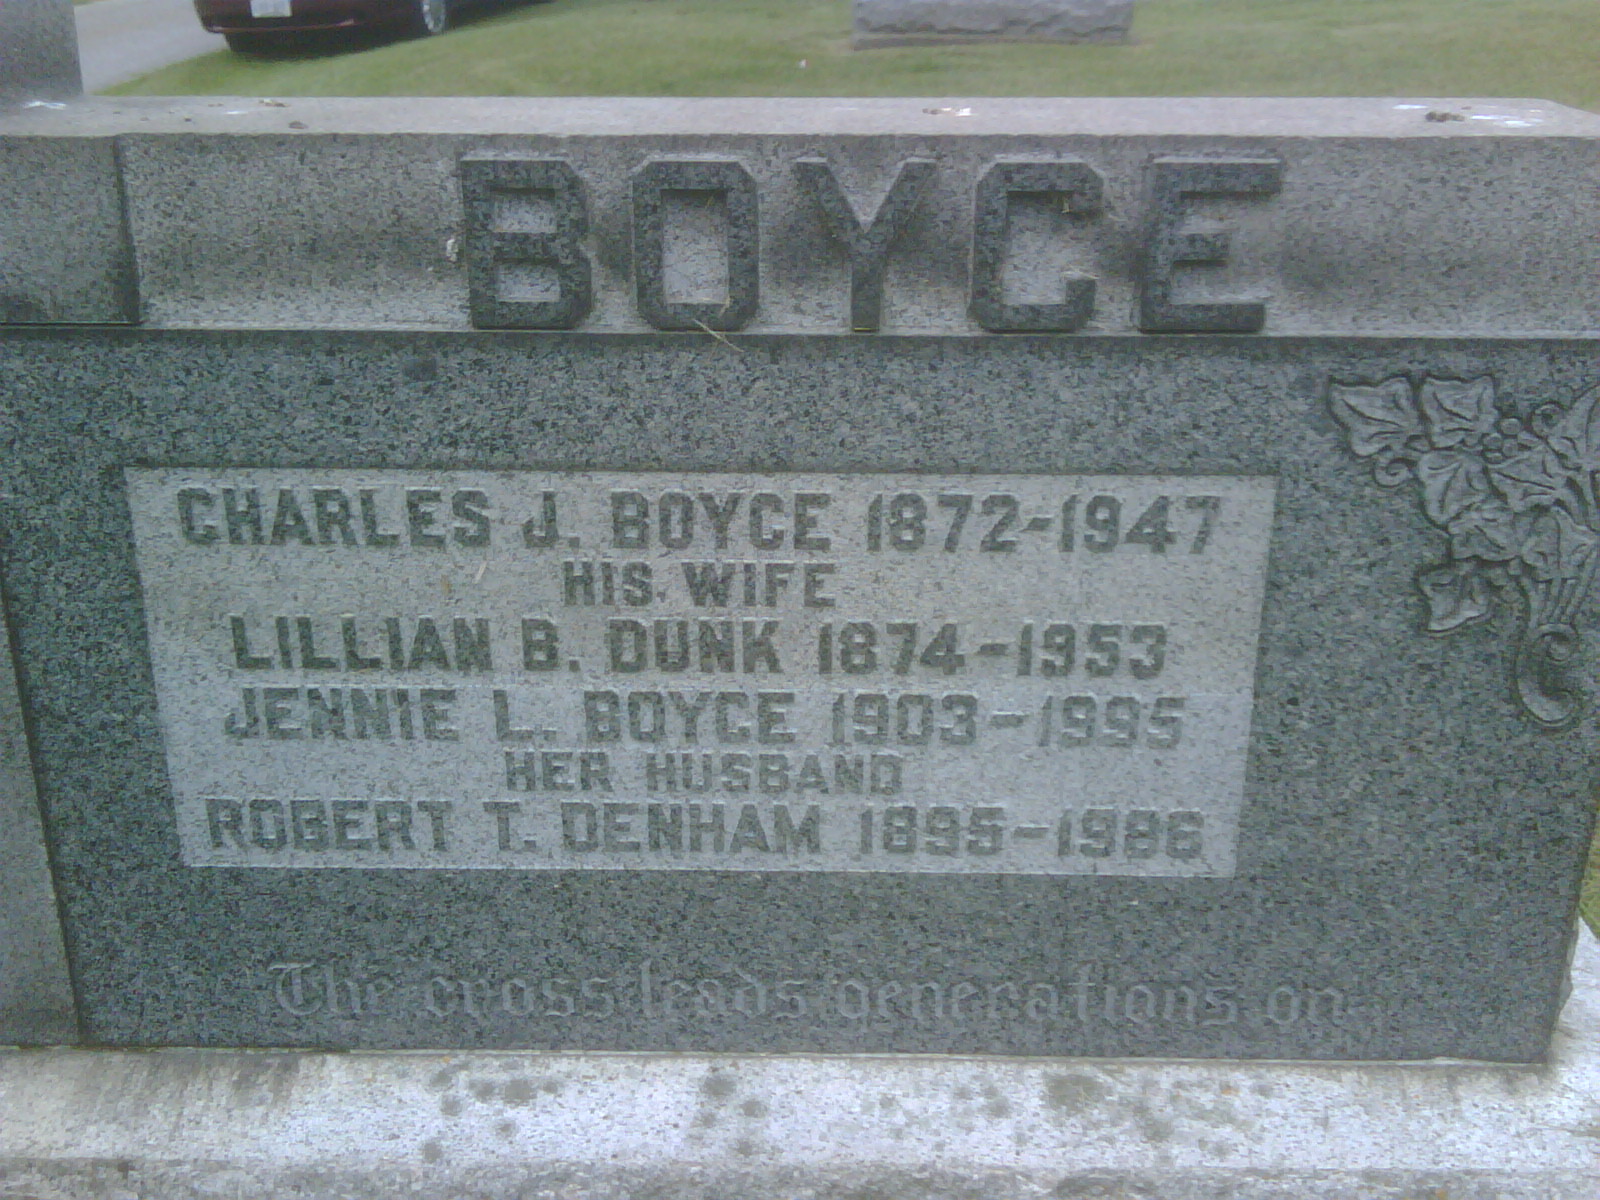 BOYCE
CHARLES J. BOYCE 1872-1947
HIS WIFE
LILLIAN B. DUNK 1874-1953
JENNIE L. BOYCE 1903-1995
HER HUSBAND
ROBERT T. DENHAM 1895-1986
The cross leads generations on